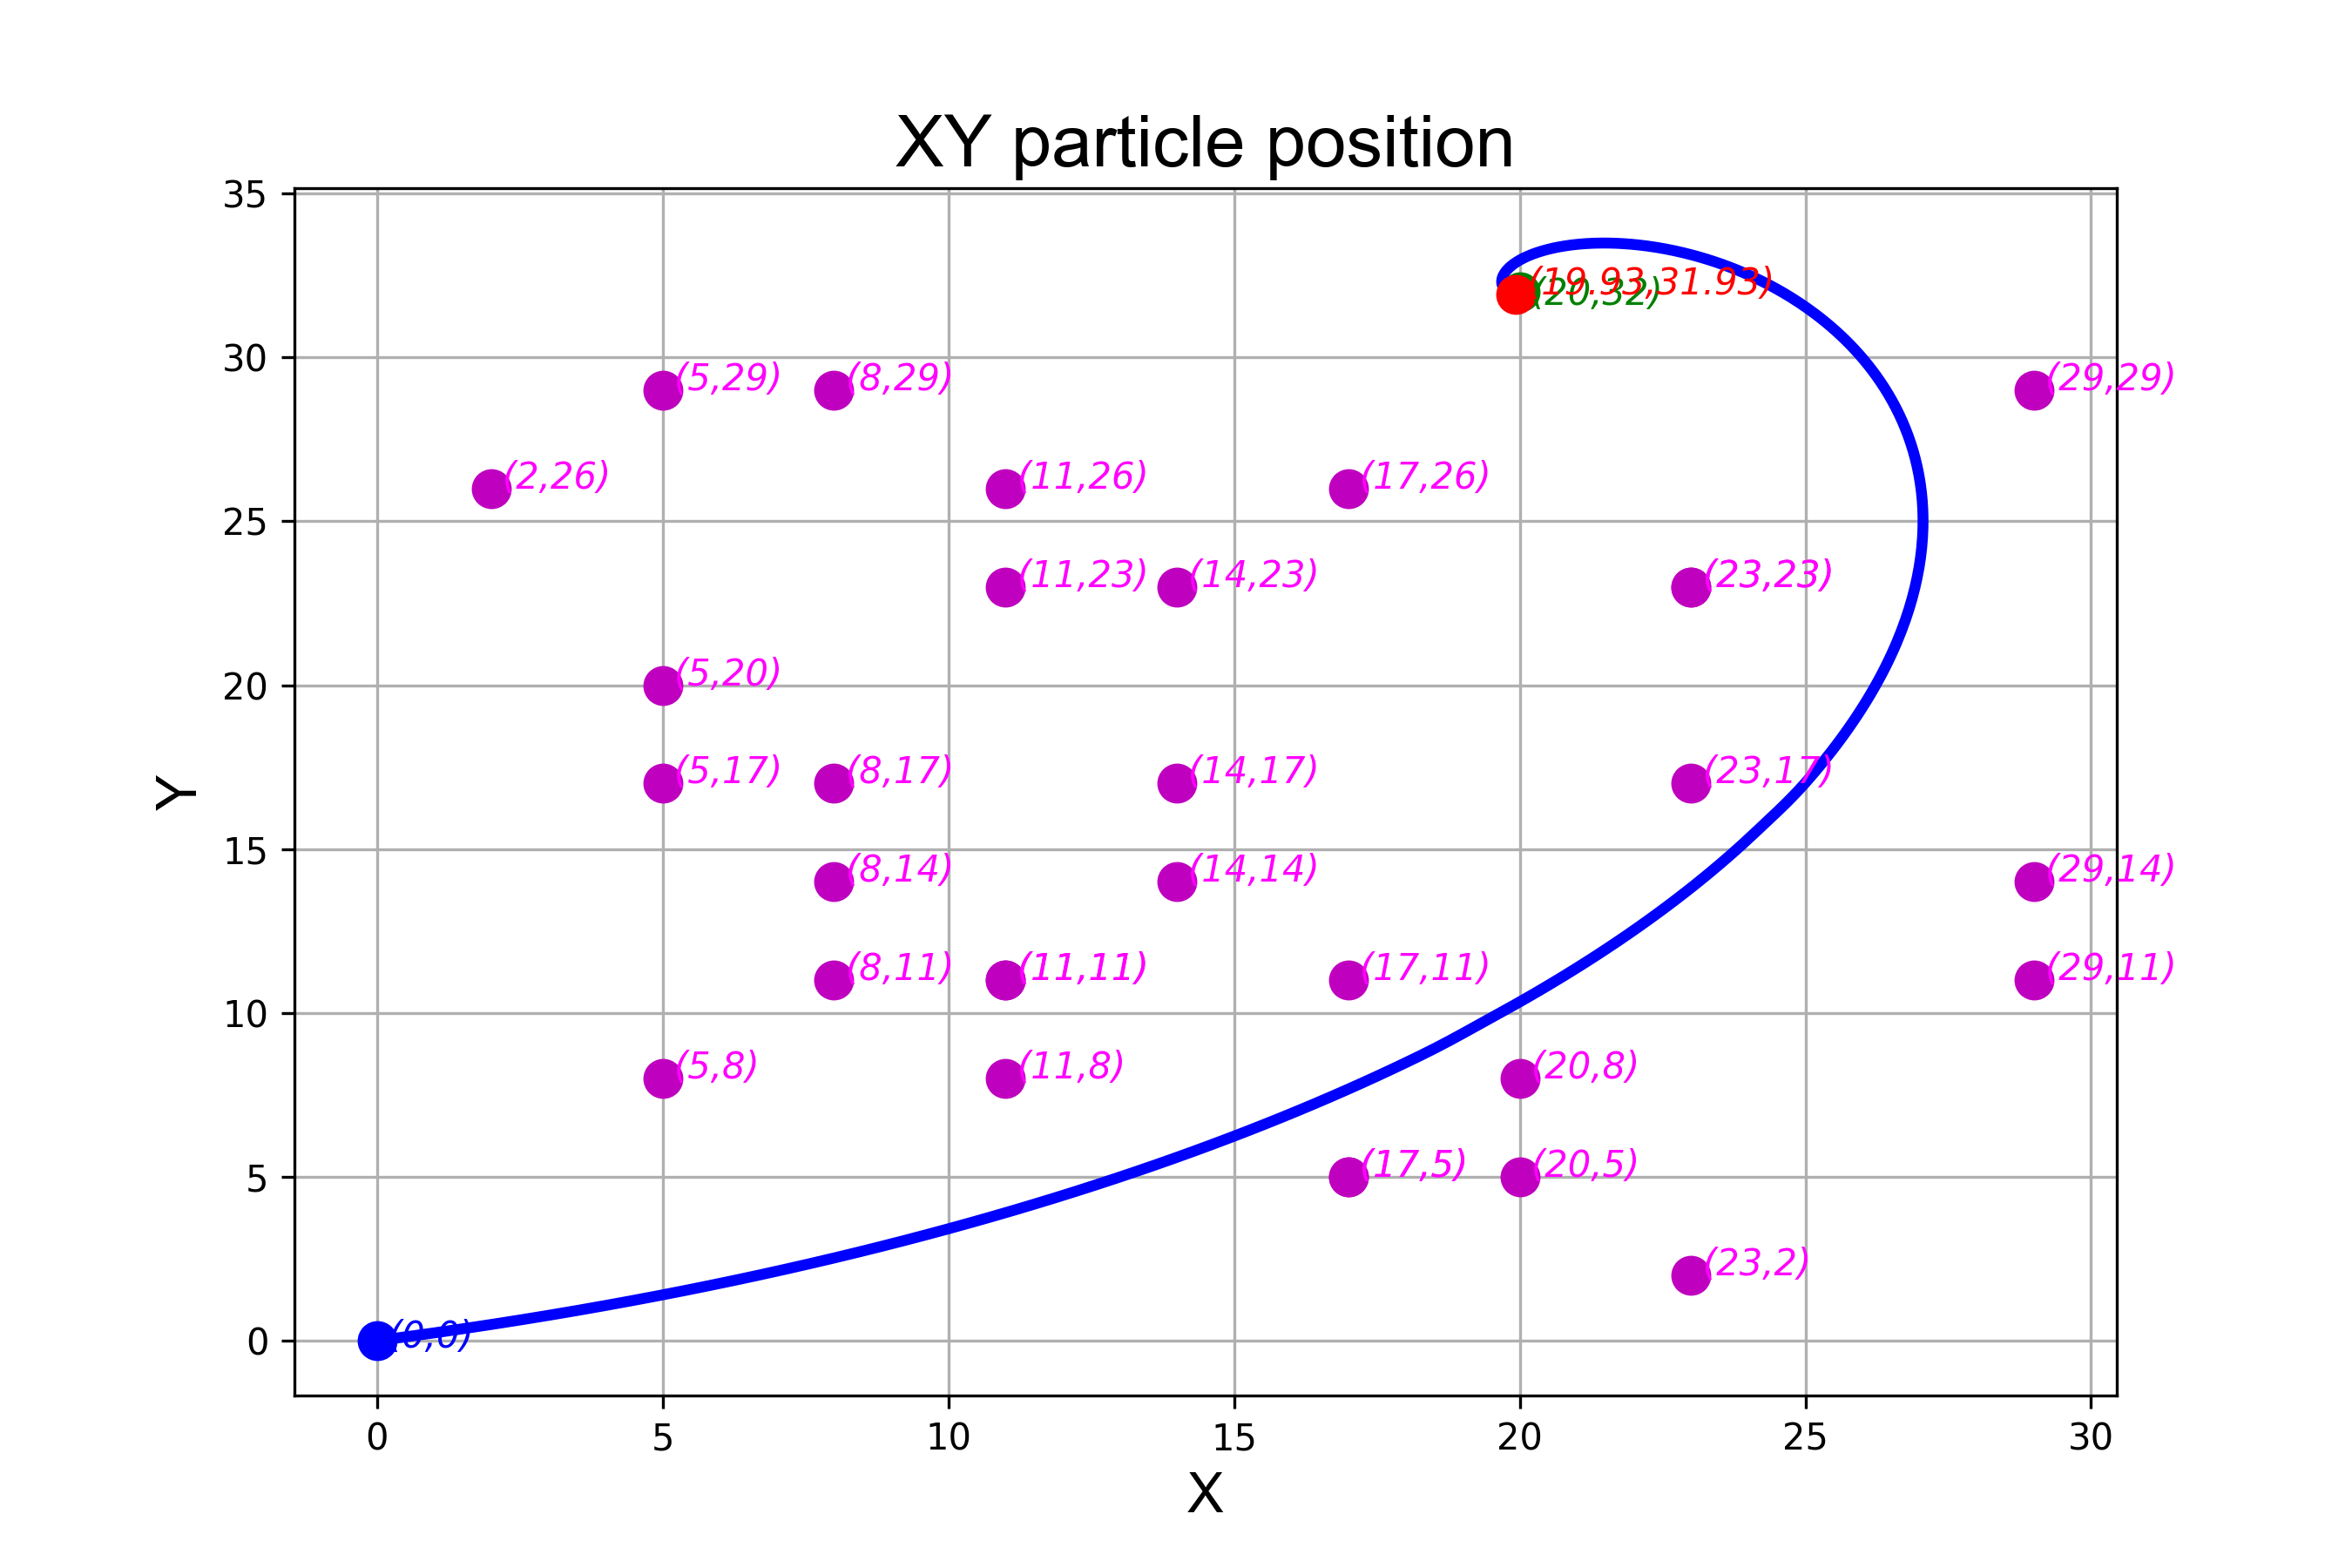 XY particle position
35
(19.93,31.93)
(20,32)
30
(5,29) (8,29) (29,29)
(2,26) (11,26) (17,26)
25
(11,23) (14,23) (23,23)
20
(5,20)
(5,17) (8,17) (14,17) (23,17)
Y
15
(8,14) (14,14) (29,14)
(8,11) (11,11) (17,11) (29,11)
10
(5,8) (11,8) (20,8)
5
(17,5) (20,5)
(23,2)
0
(0,0)
0 5 10 15 20 25 30
X